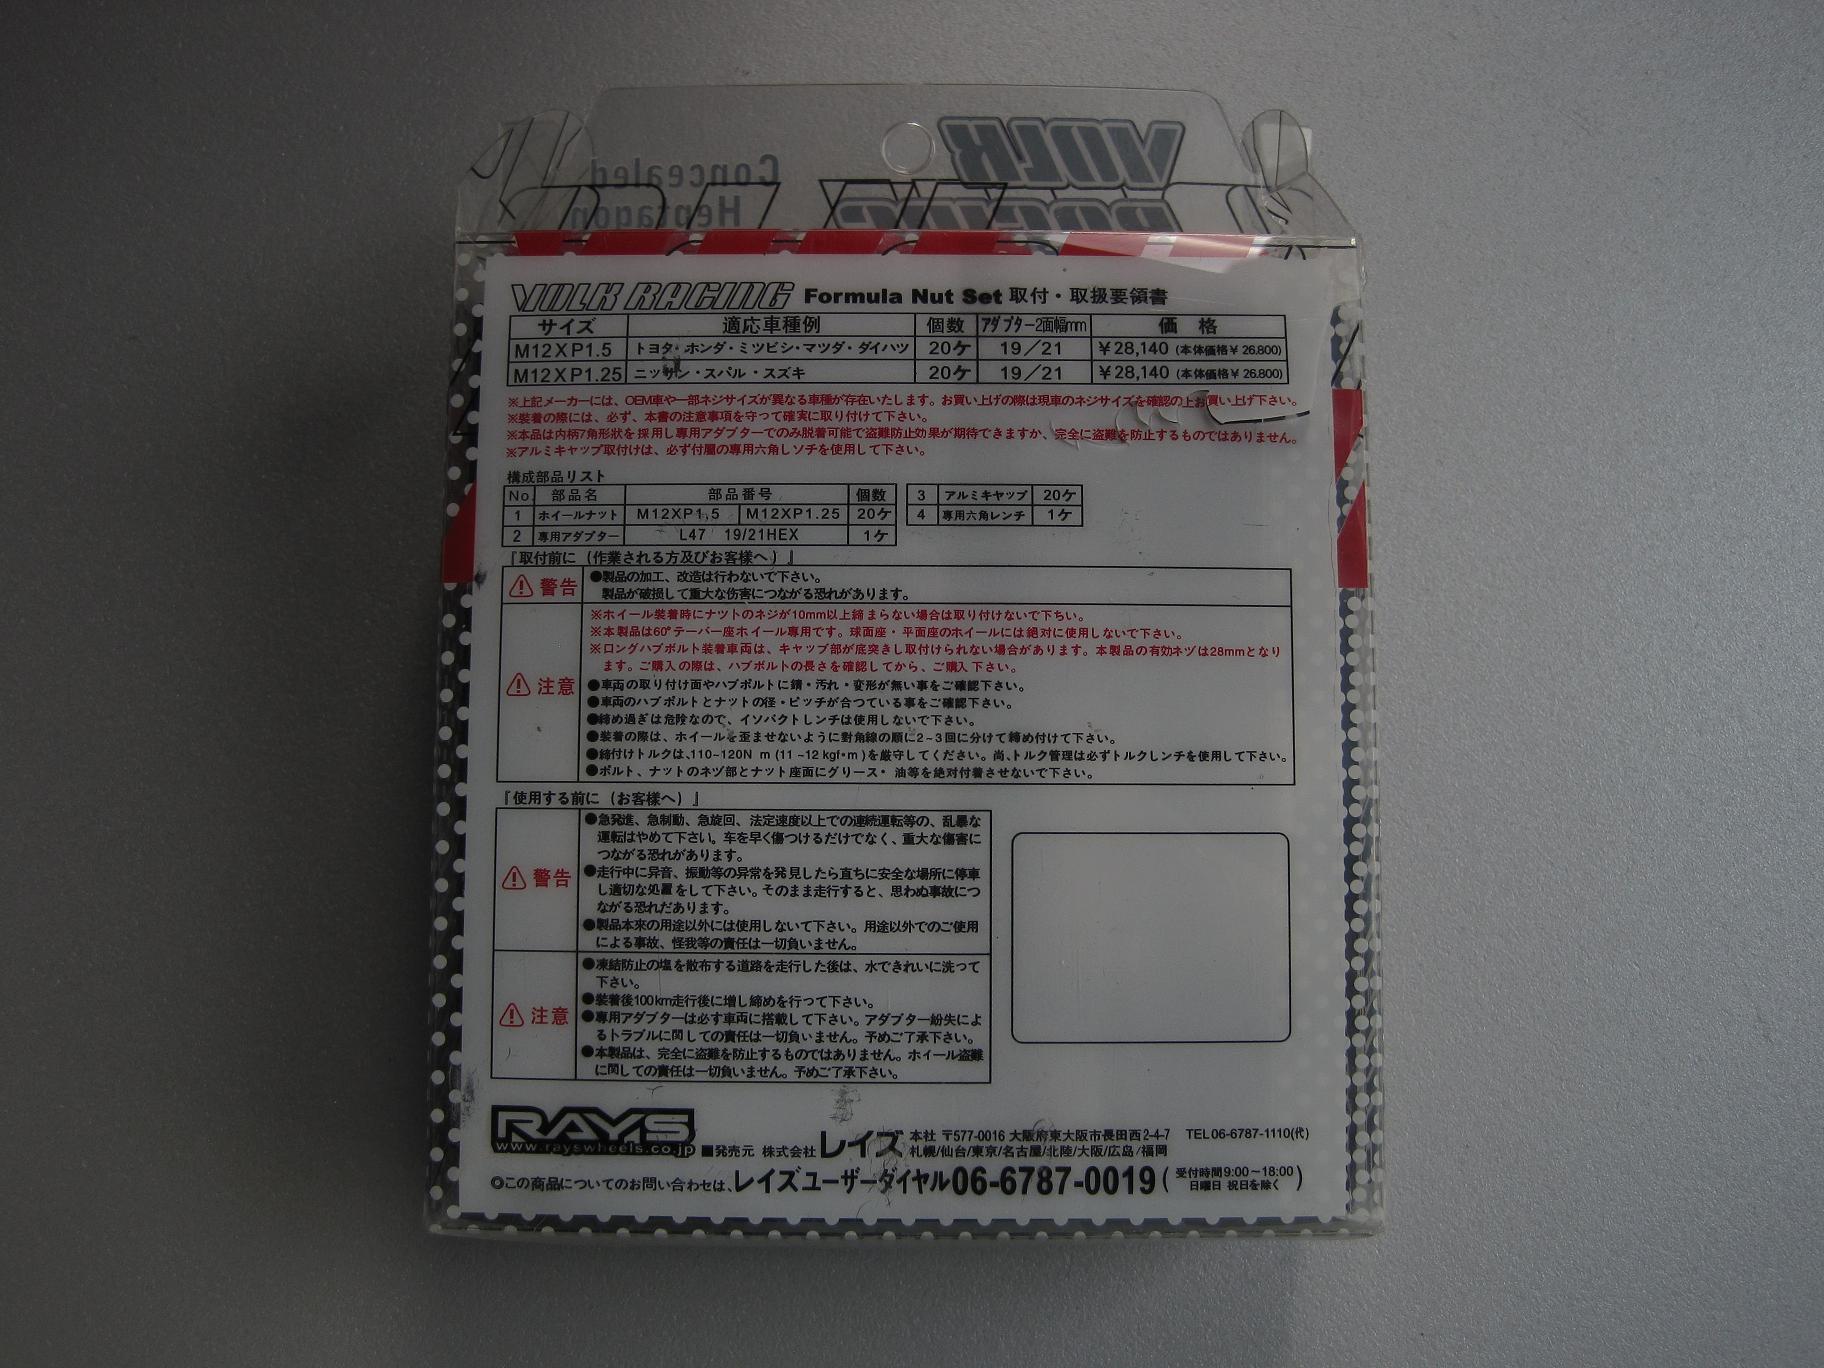 VOLK
Concealed
RACING
Heptagon
VOLK RACING Formula Nut Set 取付・取扱要領書
サイズ 適応車種例 個数 アダプター2面幅mm 価格
M12XP1.5 トヨタ・ホンダ・ミツビシ・マツダ・ダイハツ 20ケ 19/21 ￥28,140 (本体価格￥26.800)
M12XP1.25 ニッサン・スバル・スズキ 20ケ 19/21 ￥28,140 (本体価格￥26.800)
※上記メーカーには、OEM車や一部ネジサイズが異なる車種が存在いたします。お買い上げの際は現車のネジサイズを確認の上お買い上げ下さい。
※装着の際には、必ず、本書の注意事項を守って確実に取り付けて下さい。
※本品は内柄7角形状を採用し専用アダプターでのみ脱着可能で盗難防止効果が期待できますか、完全に盗難を防止するものではありません。
※アルミキャップ取付けは、必ず付属の専用六角しソチを使用して下さい。
構成部品リスト
No. 部品名 部品番号 個数
1 ホイールナット M12XP1,5 M12XP1.25 20ケ
2 専用アダプター L47 19/21HEX 1ケ
3 アルミキャップ 20ケ
4 専用六角レンチ 1ケ
『取付前に（作業される方及びお客様へ）』
警告
●製品の加工、改造は行わないで下さい。
製品が破損して重大な伤害につながる恐れがあります。
注意
※ホイール装着時にナツトのネジが10mm以上締まらない場合は取り付けないで下ちい。
※本製品は60°テーバー座ホイール専用です。球面座・平面座のホイールには絶対に使用しないで下さい。
※ロングハブボルト装着車両は、キャップ部が底突きし取付けられない場合があります。本製品の有効ネヅは28mmとなり
ます。ご購入の際は、ハブボルトの長さを確認してから、ご購入下さい。
●車両の取り付け面やハブボルトに錆・汚れ・変形が無い事をご確認下さい。
●車両のハブボルトとナットの径・ピッチが合つている事をご確認下さい。
●締め過ぎは危険なので、イソバクトレンチは使用しないで下さい。
●装着の際は、ホイールを歪ませないように對角線の順に2~3回に分けて締め付けて下さい。
●締付けトルクは、110~120N m (11 ~12 kgf・m)を厳守してください。尚、トルク管理は必ずトルクレンチを使用して下さい。
●ボルト、ナットのネヅ部とナット座面にグリース・油等を絶対付着させないで下さい。
『使用する前に（お客様へ）』
警告
●急発進、急制動、急旋回、法定速度以上での連続運転等の、乱暴な
運転はやめて下さい。车を早く傷つけるだけでなく、重大な傷害に
つながる恐れがあります。
●走行中に异音、振動等の异常を発見したら直ちに安全な場所に停車
し適切な処置をして下さい。そのまま走行すると、思わぬ事故につ
ながる恐れだあります。
●製品本来の用途以外には使用しないて下さい。用途以外でのご使用
による事故、怪我等の責任は一切負いません。
注意
●凍結防止の塩を散布する道路を走行した後は、水できれいに洗って
下さい。
●装着後100km走行後に増し締めを行つて下さい。
●專用アダブターは必す車両に搭載して下さい。アダブター紛失によ
るトラブルに関しての責任は一切負いません。予めご了承下さい。
●本製品は、完全に盗難を防止するものではありません。ホイール盗難
に関しての責任は一切負いません。予めご了承下さい。
RAYS
www.rayswheels.co.jp
■発売元 株式会社レイズ 本社 〒577-0016 大阪府東大阪市長田西2-4-7 TEL06-6787-1110(代)
札幌/仙台/東京/名古屋/北陸/大阪/広島/福岡
◎この商品についてのお問い合わせは、レイズユーザーダイヤル06-6787-0019 (受付時間9:00~18:00
日曜日 祝日を除く)